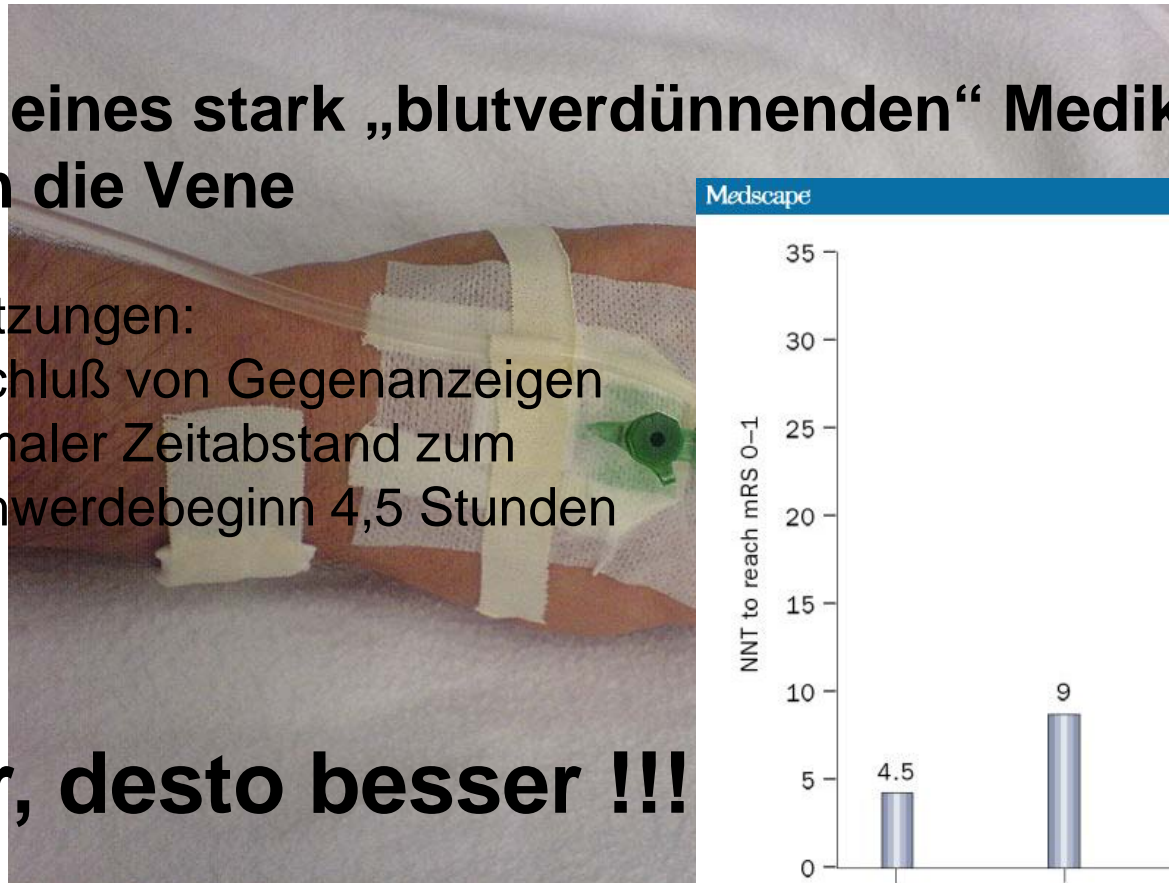 eines stark „blutverdünnenden“ Medik
n die Vene
tzungen:
chluß von Gegenanzeigen
naler Zeitabstand zum
hwerdebeginn 4,5 Stunden
r, desto besser !!!
Medscape
NNT to reach mRS 0–1
35
30
25
20
15
10
5
0
4.5
9